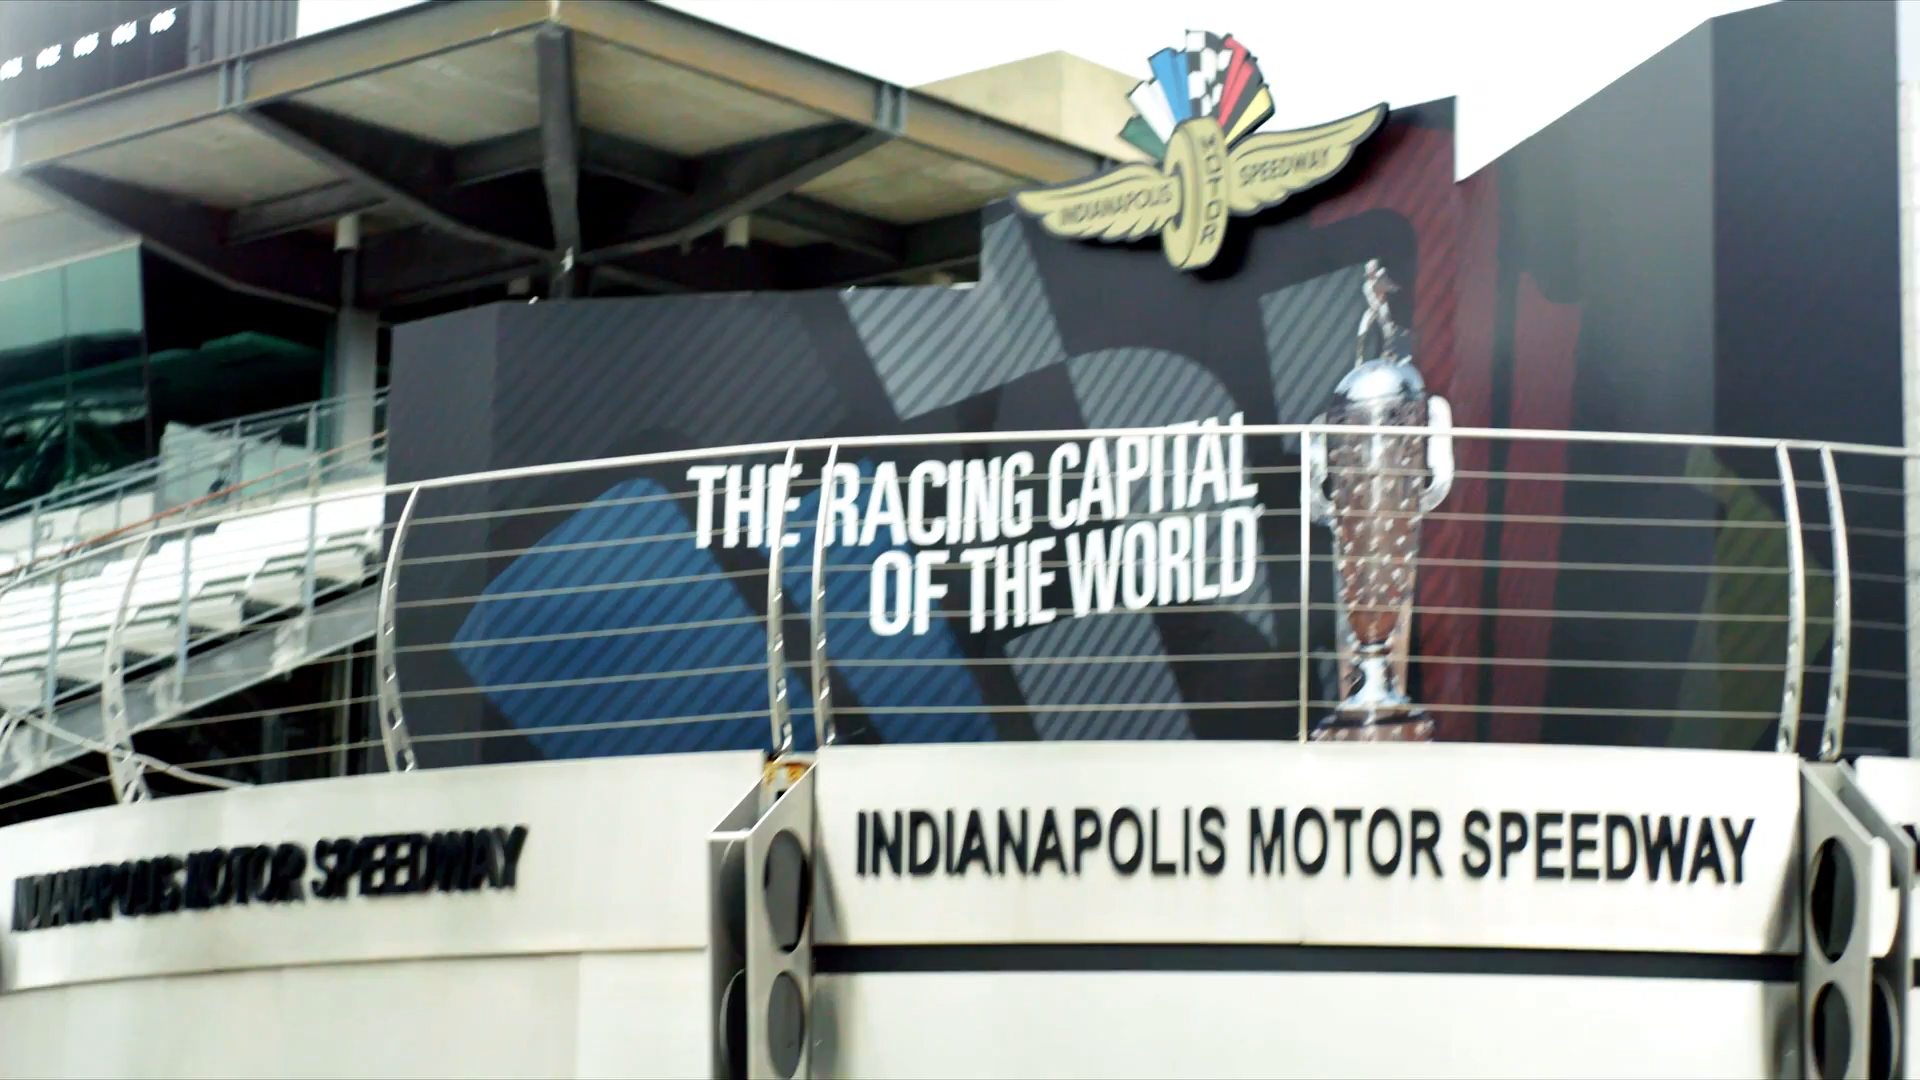 INDIANAPOLIS MOTOR SPEEDWAY
THE RACING CAPITAL
OF THE WORLD
INDIANAPOLIS MOTOR SPEEDWAY
INDIANAPOLIS MOTOR SPEEDWAY